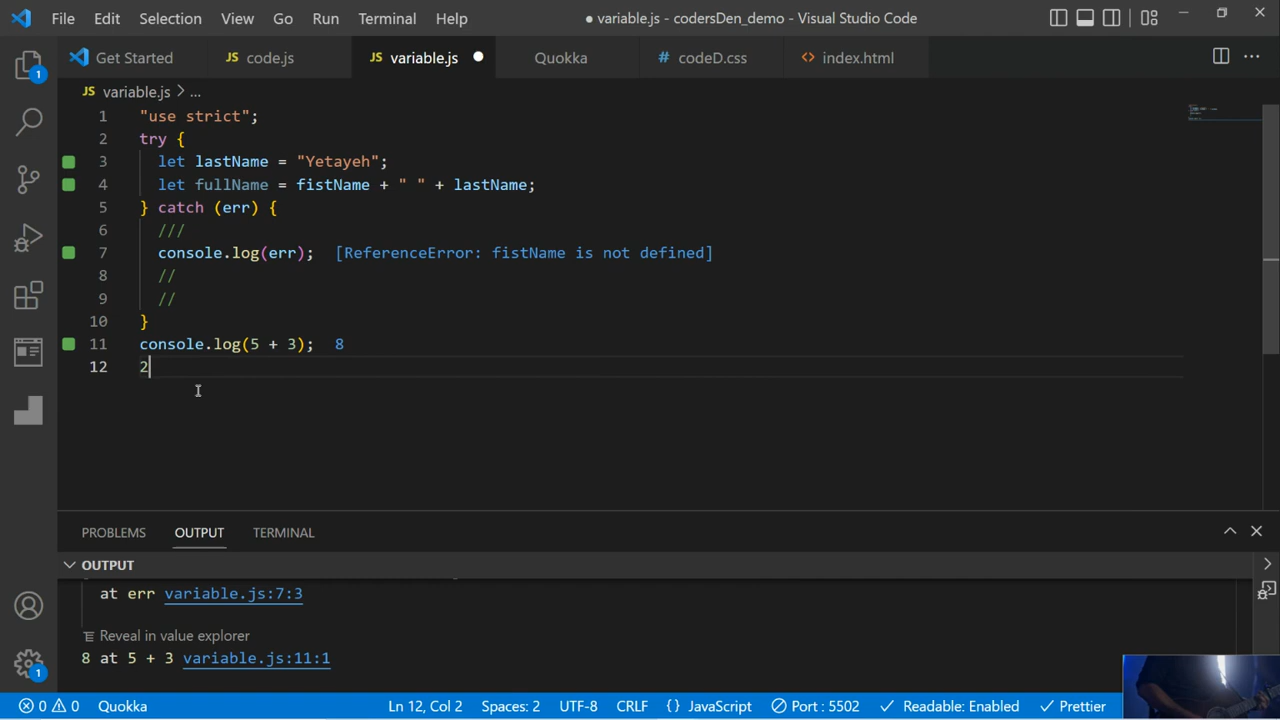 File Edit Selection View Go Run Terminal Help ● variable.js - codersDen_demo - Visual Studio Code
Get Started JS code.js JS variable.js Quokka # codeD.css <> index.html ...
JS variable.js > ...
1 "use strict";
2 try {
3 let lastName = "Yetayeh";
4 let fullName = fistName + " " + lastName;
5 } catch (err) {
6 ///
7 console.log(err); [ReferenceError: fistName is not defined]
8 //
9 //
10 }
11 console.log(5 + 3); 8
12 2
PROBLEMS OUTPUT TERMINAL
OUTPUT
at err variable.js:7:3
Reveal in value explorer
8 at 5 + 3 variable.js:11:1
1
1
0 0 Quokka Ln 12, Col 2 Spaces: 2 UTF-8 CRLF {} JavaScript Port : 5502 Readable: Enabled Prettier